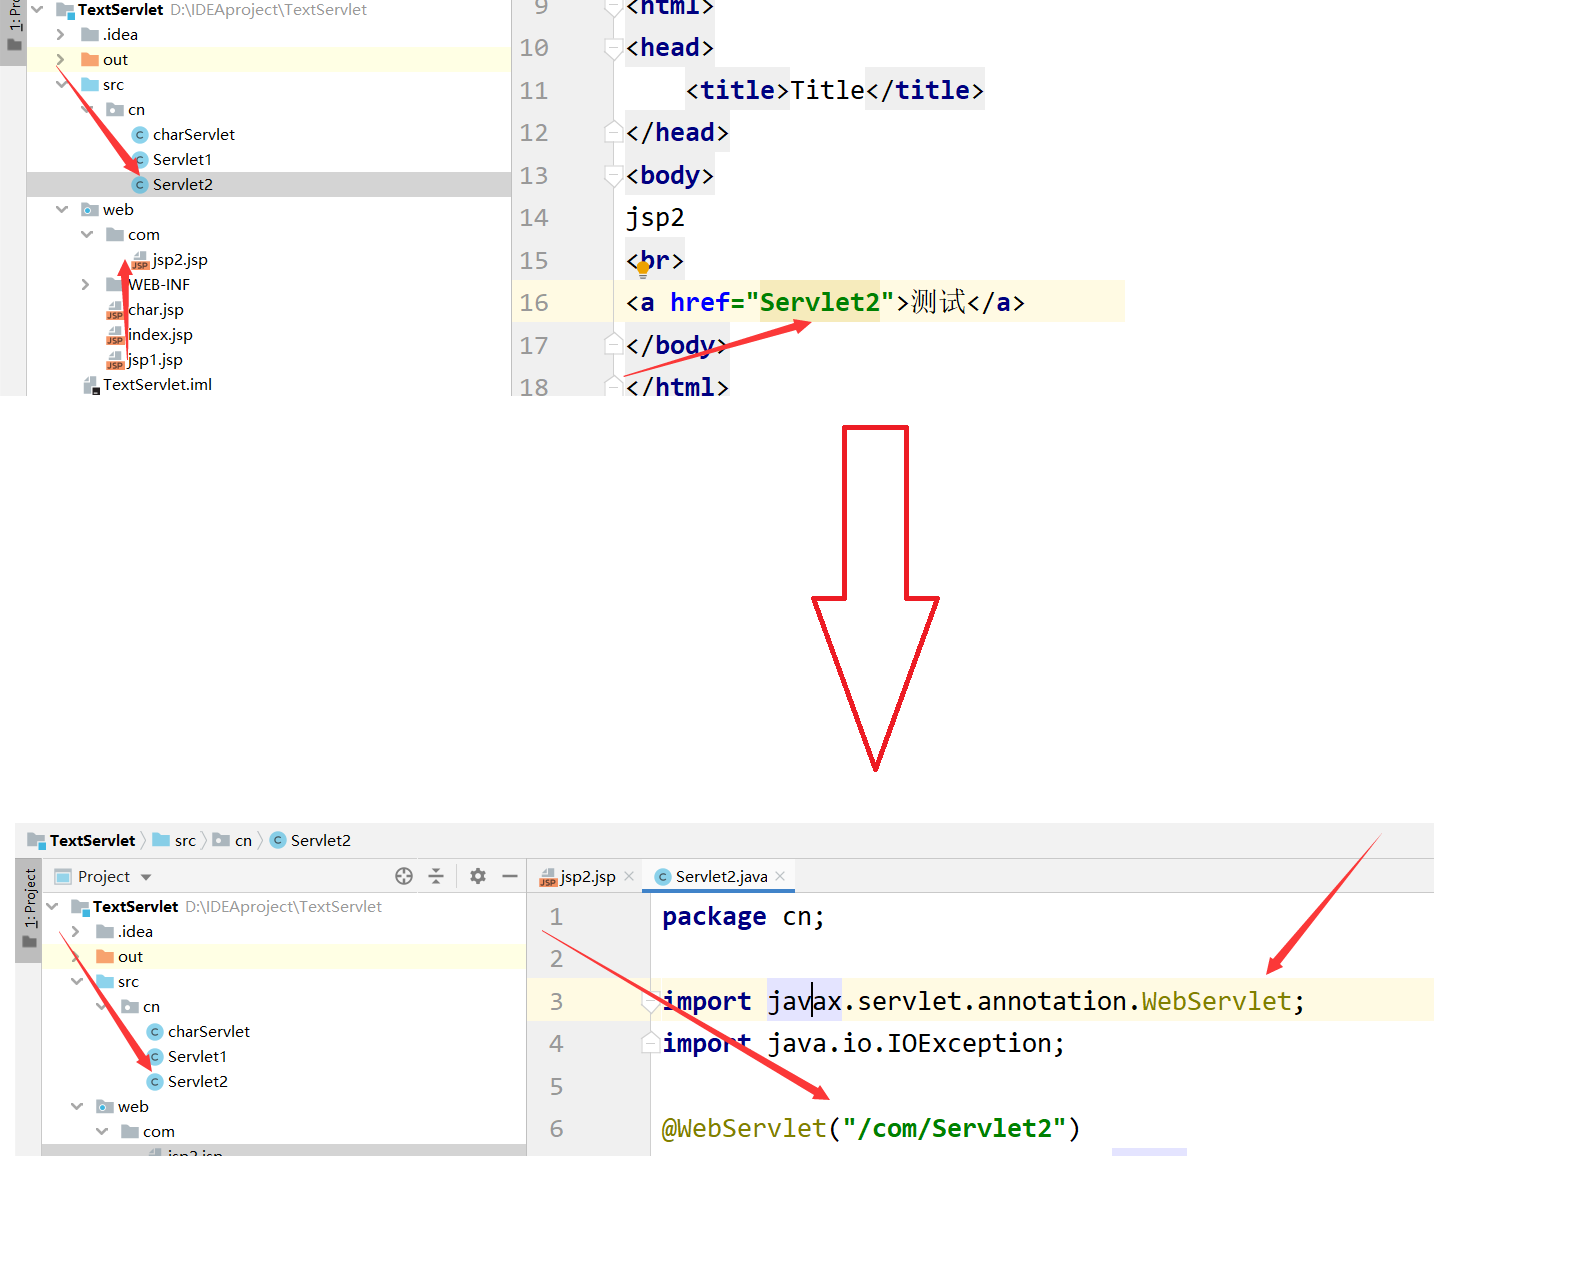 TextServlet D:\IDEAproject\TextServlet
.idea
out
src
cn
charServlet
Servlet1
Servlet2
web
com
jsp2.jsp
WEB-INF
char.jsp
index.jsp
jsp1.jsp
TextServlet.iml
9 <html>
10 <head>
11 <title>Title</title>
12 </head>
13 <body>
14 jsp2
15 <br>
16 <a href="Servlet2">测试</a>
17 </body>
18 </html>
TextServlet src cn Servlet2
1: Project
Project
TextServlet D:\IDEAproject\TextServlet
.idea
out
src
cn
charServlet
Servlet1
Servlet2
web
com
jsp2.jsp
jsp2.jsp Servlet2.java
1 package cn;
2
3 import javax.servlet.annotation.WebServlet;
4 import java.io.IOException;
5
6 @WebServlet("/com/Servlet2")